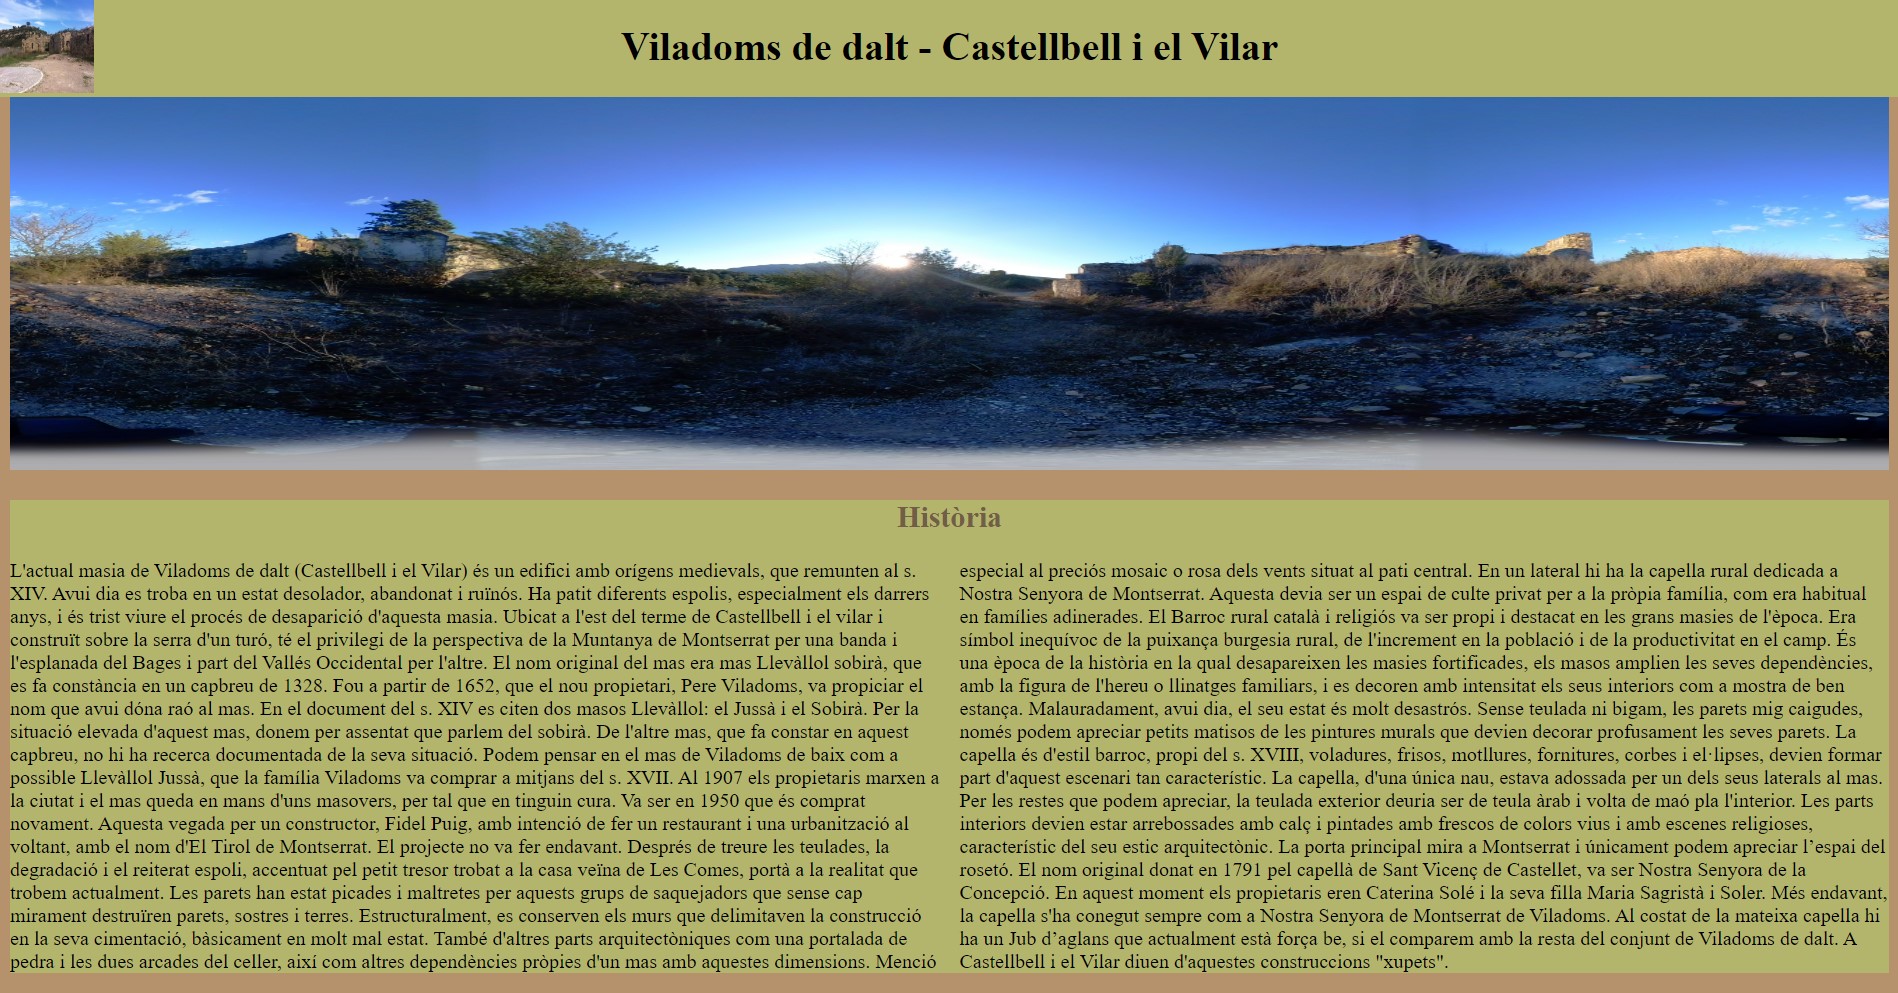 Viladoms de dalt - Castellbell i el Vilar
Història
L'actual masia de Viladoms de dalt (Castellbell i el Vilar) és un edifici amb orígens medievals, que remunten al s.
XIV. Avui dia es troba en un estat desolador, abandonat i ruïnós. Ha patit diferents espolis, especialment els darrers
anys, i és trist viure el procés de desaparició d'aquesta masia. Ubicat a l'est del terme de Castellbell i el vilar i
construït sobre la serra d'un turó, té el privilegi de la perspectiva de la Muntanya de Montserrat per una banda i
l'esplanada del Bages i part del Vallés Occidental per l'altre. El nom original del mas era mas Llevàllol sobirà, que
es fa constància en un capbreu de 1328. Fou a partir de 1652, que el nou propietari, Pere Viladoms, va propiciar el
nom que avui dóna raó al mas. En el document del s. XIV es citen dos masos Llevàllol: el Jussà i el Sobirà. Per la
situació elevada d'aquest mas, donem per assentat que parlem del sobirà. De l'altre mas, que fa constar en aquest
capbreu, no hi ha recerca documentada de la seva situació. Podem pensar en el mas de Viladoms de baix com a
possible Llevàllol Jussà, que la família Viladoms va comprar a mitjans del s. XVII. Al 1907 els propietaris marxen a
la ciutat i el mas queda en mans d'uns masovers, per tal que en tinguin cura. Va ser en 1950 que és comprat
novament. Aquesta vegada per un constructor, Fidel Puig, amb intenció de fer un restaurant i una urbanització al
voltant, amb el nom d'El Tirol de Montserrat. El projecte no va fer endavant. Després de treure les teulades, la
degradació i el reiterat espoli, accentuat pel petit tresor trobat a la casa veïna de Les Comes, portà a la realitat que
trobem actualment. Les parets han estat picades i maltretes per aquests grups de saquejadors que sense cap
mirament destruïren parets, sostres i terres. Estructuralment, es conserven els murs que delimitaven la construcció
en la seva cimentació, bàsicament en molt mal estat. També d'altres parts arquitectòniques com una portalada de
pedra i les dues arcades del celler, així com altres dependències pròpies d'un mas amb aquestes dimensions. Menció
especial al preciós mosaic o rosa dels vents situat al pati central. En un lateral hi ha la capella rural dedicada a
Nostra Senyora de Montserrat. Aquesta devia ser un espai de culte privat per a la pròpia família, com era habitual
en famílies adinerades. El Barroc rural català i religiós va ser propi i destacat en les grans masies de l'època. Era
símbol inequívoc de la puixança burgesia rural, de l'increment en la població i de la productivitat en el camp. És
una època de la història en la qual desapareixen les masies fortificades, els masos amplien les seves dependències,
amb la figura de l'hereu o llinatges familiars, i es decoren amb intensitat els seus interiors com a mostra de ben
estança. Malauradament, avui dia, el seu estat és molt desastrós. Sense teulada ni bigam, les parets mig caigudes,
només podem apreciar petits matisos de les pintures murals que devien decorar profusament les seves parets. La
capella és d'estil barroc, propi del s. XVIII, voladures, frisos, motllures, fornitures, corbes i el·lipses, devien formar
part d'aquest escenari tan característic. La capella, d'una única nau, estava adossada per un dels seus laterals al mas.
Per les restes que podem apreciar, la teulada exterior deuria ser de teula àrab i volta de maó pla l'interior. Les parts
interiors devien estar arrebossades amb calç i pintades amb frescos de colors vius i amb escenes religioses,
característic del seu estic arquitectònic. La porta principal mira a Montserrat i únicament podem apreciar l’espai del
rosetó. El nom original donat en 1791 pel capellà de Sant Vicenç de Castellet, va ser Nostra Senyora de la
Concepció. En aquest moment els propietaris eren Caterina Solé i la seva filla Maria Sagristà i Soler. Més endavant,
la capella s'ha conegut sempre com a Nostra Senyora de Montserrat de Viladoms. Al costat de la mateixa capella hi
ha un Jub d’aglans que actualment està força be, si el comparem amb la resta del conjunt de Viladoms de dalt. A
Castellbell i el Vilar diuen d'aquestes construccions "xupets".